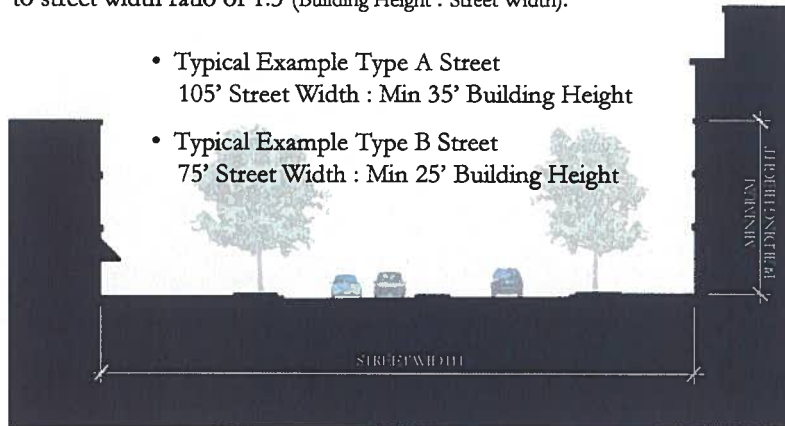 to street width ratio of 1:3 (Building Height : Street Width).
• Typical Example Type A Street
105' Street Width : Min 35' Building Height
• Typical Example Type B Street
75' Street Width : Min 25' Building Height
MINIMUM
BUILDING HEIGHT
STREET WIDTH